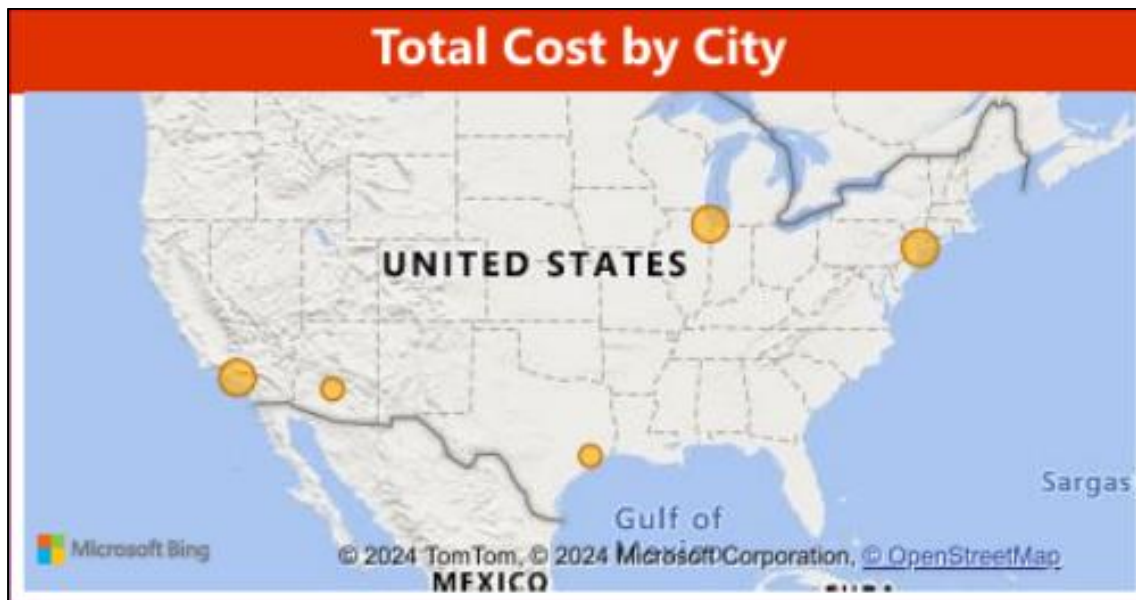 Total Cost by City
UNITED STATES
Sargas
Gulf of
Microsoft Bing
© 2024 TomTom, © 2024 Microsoft Corporation, © OpenStreetMap
MEXICO